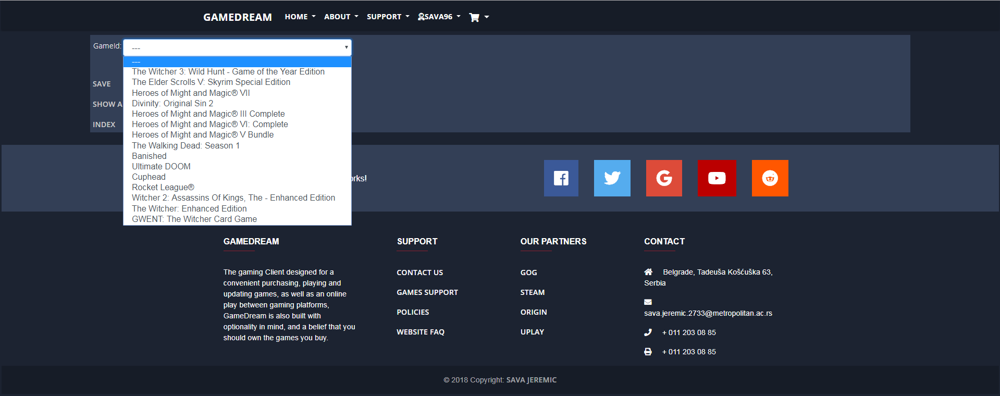 GAMEDREAM HOME ABOUT SUPPORT SAVA96
GameId: ---
---
The Witcher 3: Wild Hunt - Game of the Year Edition
The Elder Scrolls V: Skyrim Special Edition
Heroes of Might and Magic® VII
Divinity: Original Sin 2
Heroes of Might and Magic® III Complete
Heroes of Might and Magic® VI: Complete
Heroes of Might and Magic® V Bundle
The Walking Dead: Season 1
Banished
Ultimate DOOM
Cuphead
Rocket League®
Witcher 2: Assassins Of Kings, The - Enhanced Edition
The Witcher: Enhanced Edition
GWENT: The Witcher Card Game
SAVE
SHOW A
INDEX
GAMEDREAM
The gaming Client designed for a
convenient purchasing, playing and
updating games, as well as an online
play between gaming platforms,
GameDream is also built with
optionality in mind, and a belief that you
should own the games you buy.
SUPPORT
CONTACT US
GAMES SUPPORT
POLICIES
WEBSITE FAQ
OUR PARTNERS
GOG
STEAM
ORIGIN
UPLAY
CONTACT
Belgrade, Tadeuša Košćuška 63,
Serbia
sava.jeremic.2733@metropolitan.ac.rs
+ 011 203 08 85
+ 011 203 08 85
© 2018 Copyright: SAVA JEREMIC